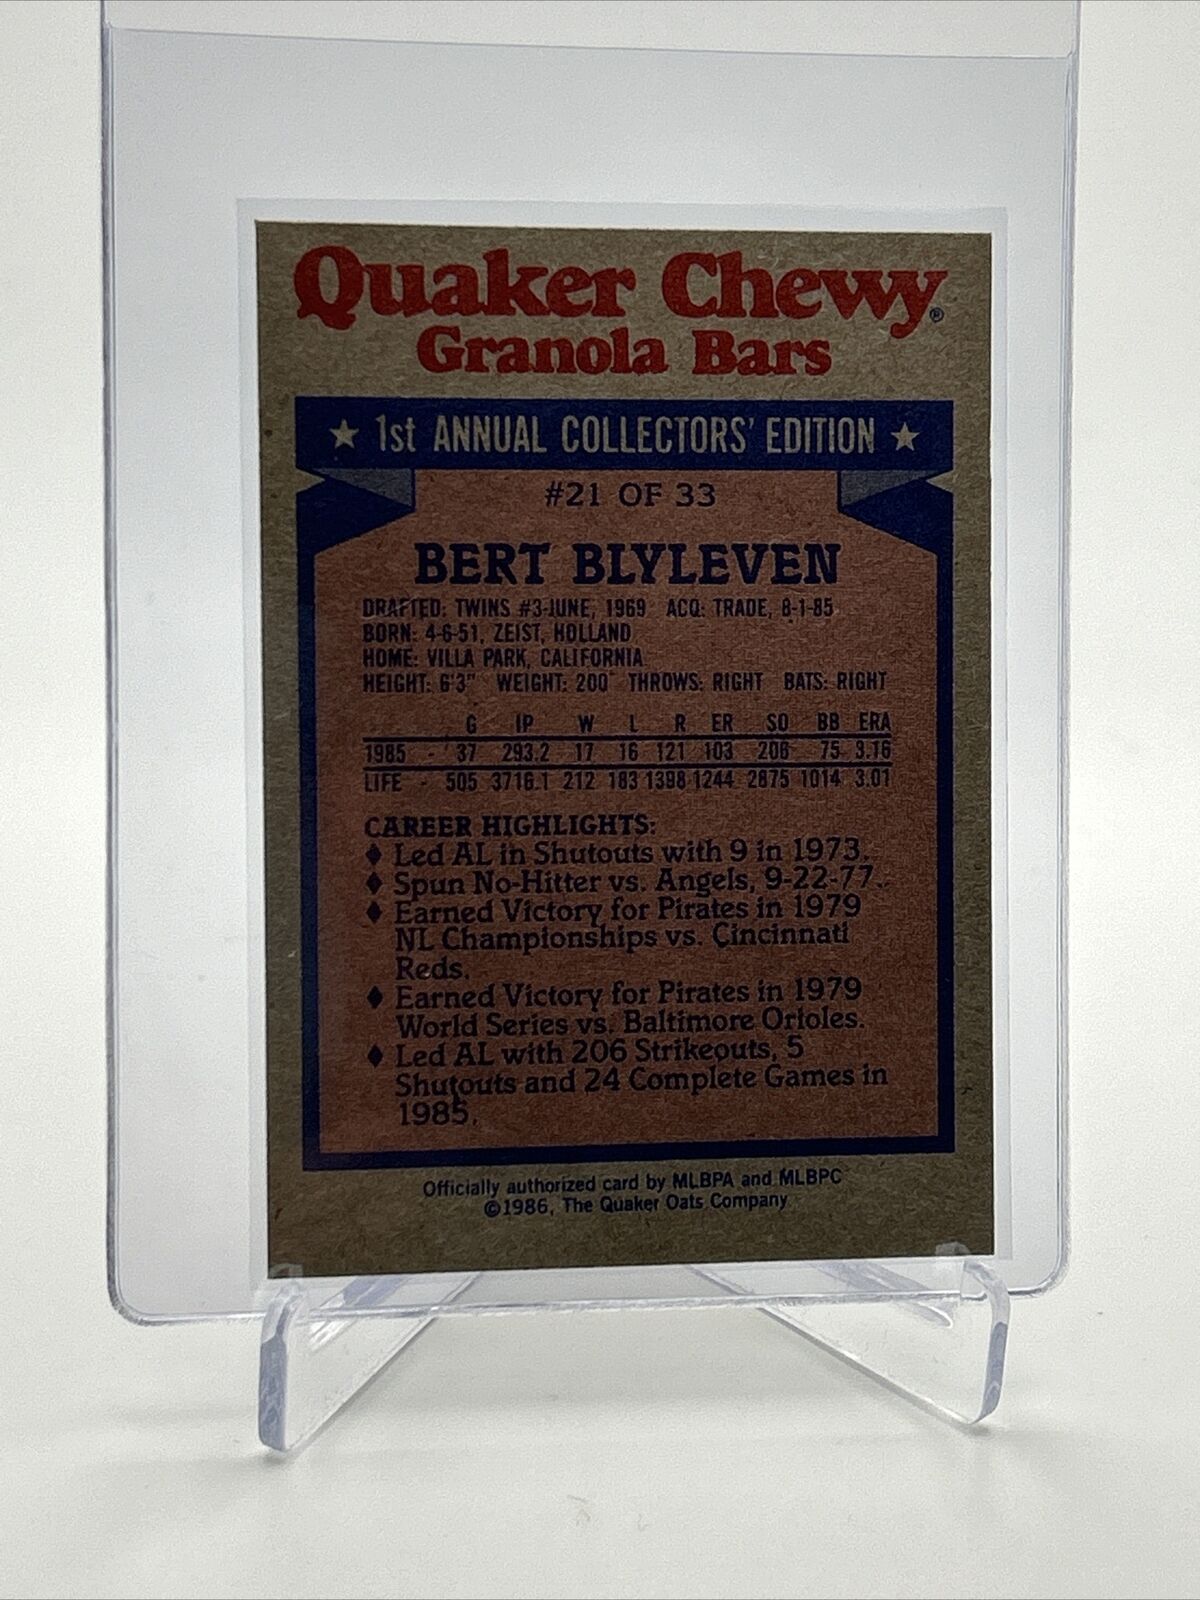 Quaker Chewy®
Granola Bars
★ 1st ANNUAL COLLECTORS' EDITION ★
#21 OF 33
BERT BLYLEVEN
DRAFTED: TWINS #3-JUNE, 1969 ACQ: TRADE, 8-1-85
BORN: 4-6-51, ZEIST, HOLLAND
HOME: VILLA PARK, CALIFORNIA
HEIGHT: 6'3" WEIGHT: 200 THROWS: RIGHT BATS: RIGHT
G IP W L R ER SO BB ERA
1985 - 37 293.2 17 16 121 103 206 75 3.16
LIFE - 505 3716.1 212 183 1398 1244 2875 1014 3.01
CAREER HIGHLIGHTS:
♦ Led AL in Shutouts with 9 in 1973.
♦ Spun No-Hitter vs. Angels, 9-22-77.
♦ Earned Victory for Pirates in 1979
NL Championships vs. Cincinnati
Reds.
♦ Earned Victory for Pirates in 1979
World Series vs. Baltimore Orioles.
♦ Led AL with 206 Strikeouts, 5
Shutouts and 24 Complete Games in
1985.
Officially authorized card by MLBPA and MLBPC
©1986, The Quaker Oats Company